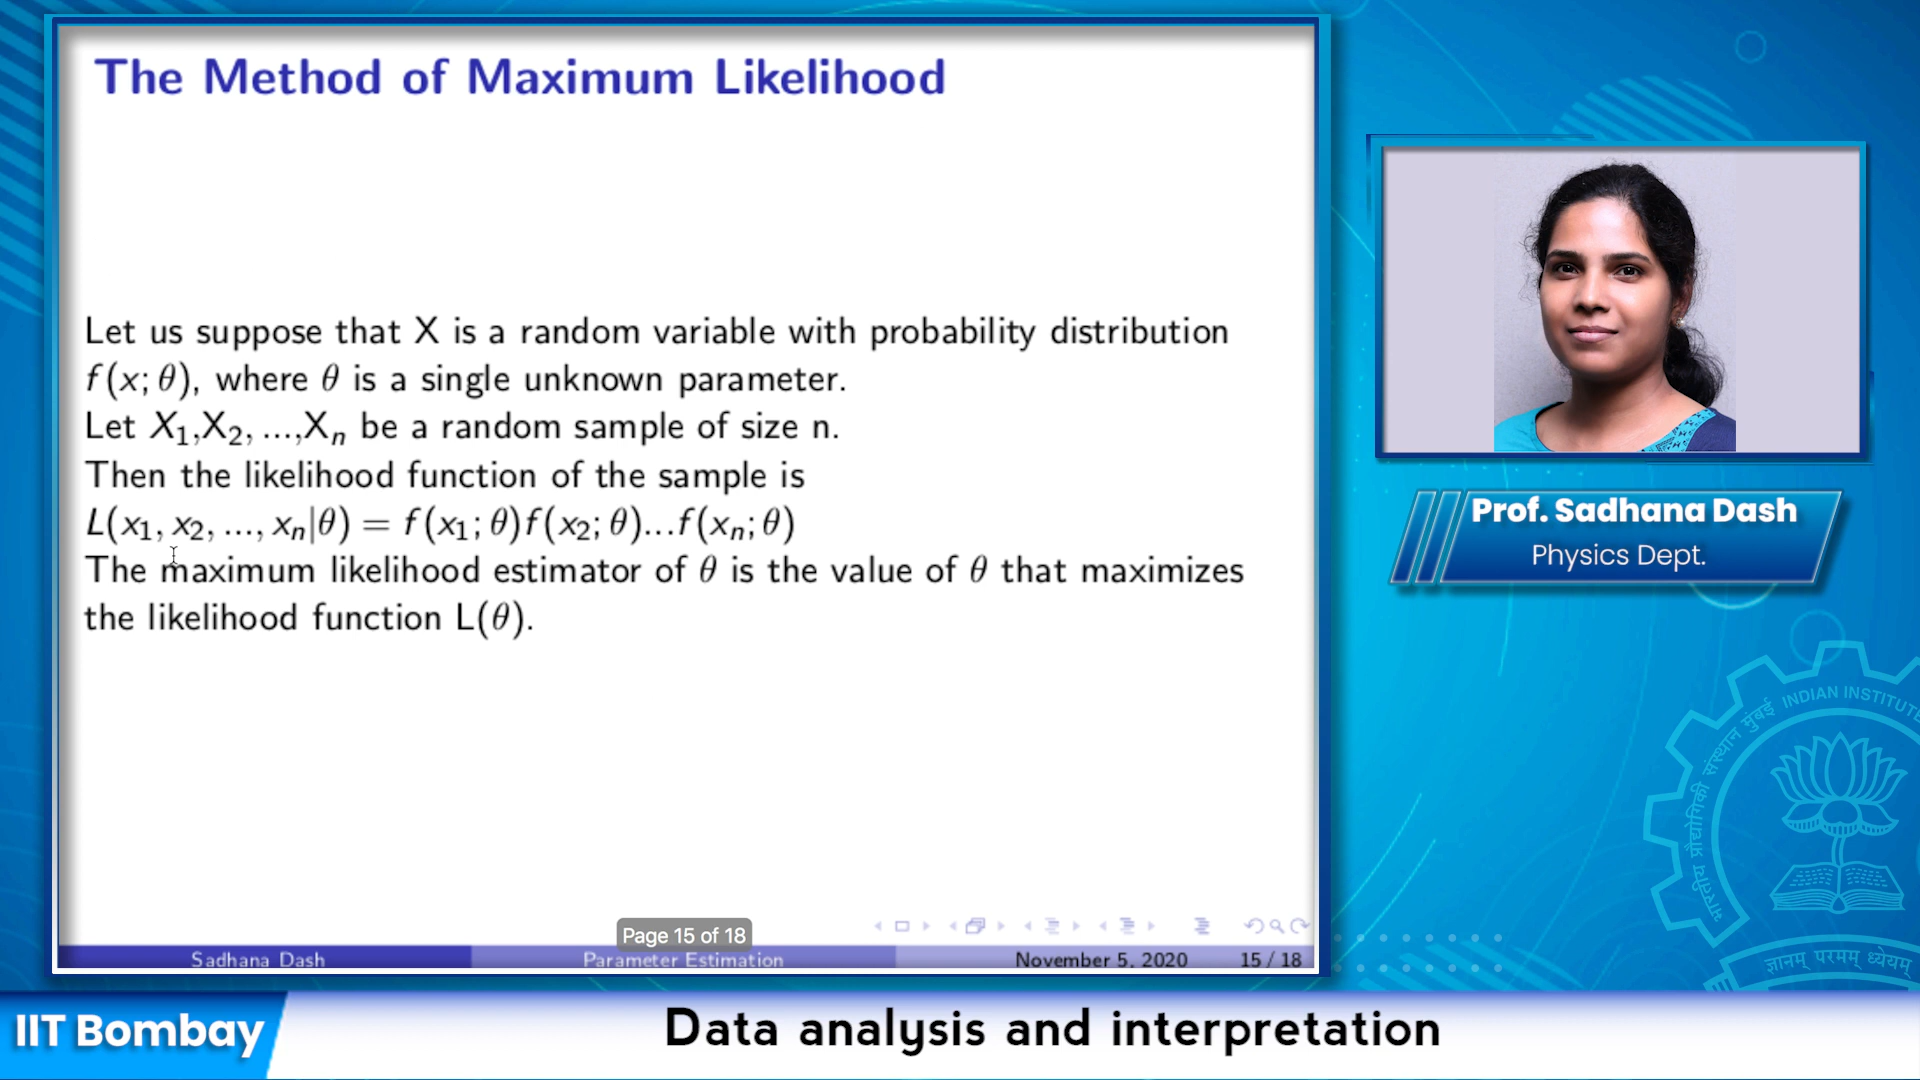 The Method of Maximum Likelihood
Let us suppose that X is a random variable with probability distribution
f(x; θ), where θ is a single unknown parameter.
Let X₁,X₂, ...,Xₙ be a random sample of size n.
Then the likelihood function of the sample is
L(x₁, x₂, ..., xₙ|θ) = f(x₁; θ)f(x₂; θ)...f(xₙ; θ)
The maximum likelihood estimator of θ is the value of θ that maximizes
the likelihood function L(θ).
Page 15 of 18
Sadhana Dash
Parameter Estimation
November 5, 2020
15 / 18
Prof. Sadhana Dash
Physics Dept.
भारतीय प्रौद्योगिकी संस्थान मुंबई
INDIAN INSTITUTE
ज्ञानम् परमम् ध्येयम्
IIT Bombay
Data analysis and interpretation